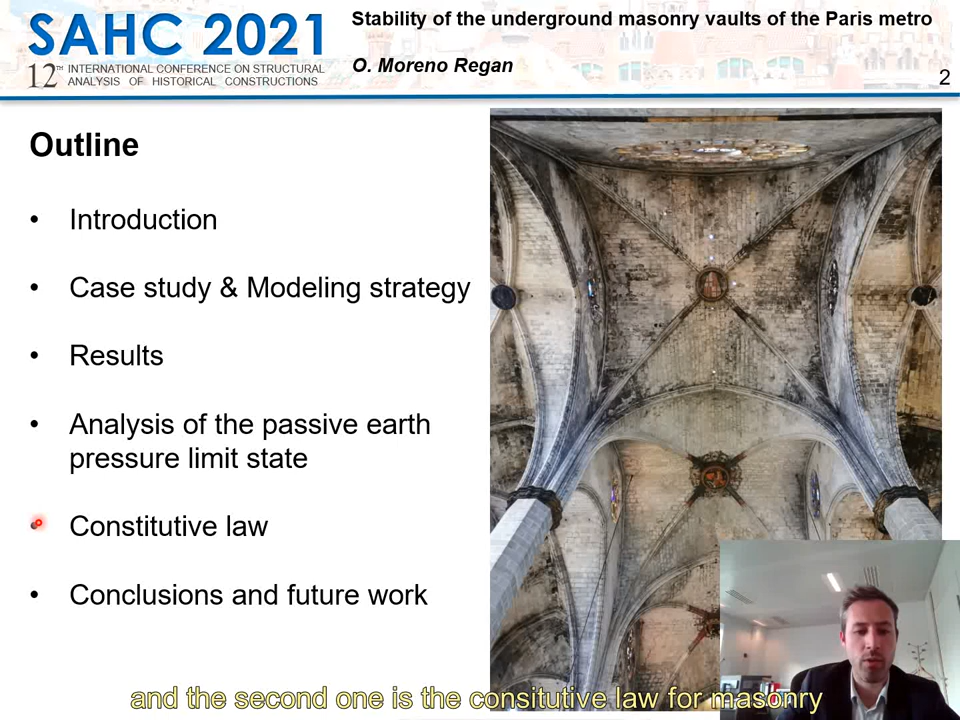 SAHC 2021
12TH INTERNATIONAL CONFERENCE ON STRUCTURAL
ANALYSIS OF HISTORICAL CONSTRUCTIONS
Stability of the underground masonry vaults of the Paris metro
O. Moreno Regan
2
Outline
• Introduction
• Case study & Modeling strategy
• Results
• Analysis of the passive earth
pressure limit state
• Constitutive law
• Conclusions and future work
and the second one is the consitutive law for masonry